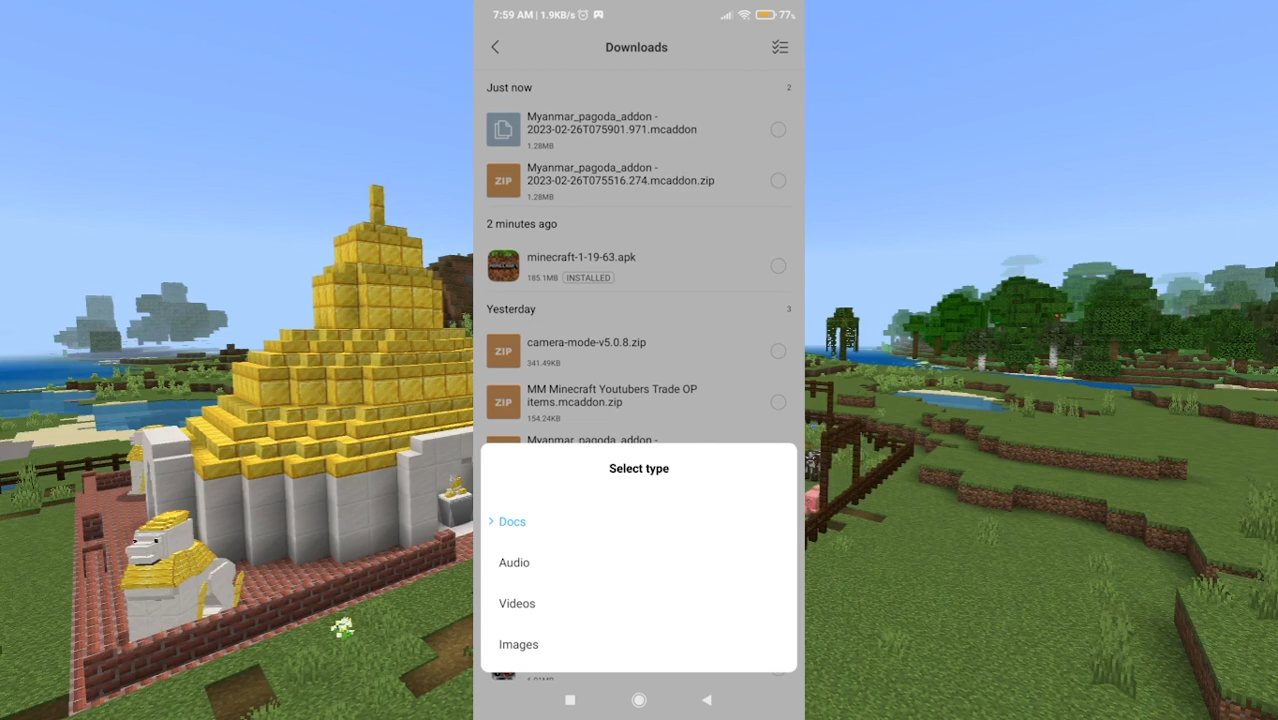 7:59 AM | 1.9KB/s
77%
Downloads
Just now
2
Myanmar_pagoda_addon -
2023-02-26T075901.971.mcaddon
1.28MB
ZIP
Myanmar_pagoda_addon -
2023-02-26T075516.274.mcaddon.zip
1.28MB
2 minutes ago
MINECRAFT
minecraft-1-19-63.apk
185.1MB
INSTALLED
Yesterday
3
ZIP
camera-mode-v5.0.8.zip
341.49KB
ZIP
MM Minecraft Youtubers Trade OP
items.mcaddon.zip
154.24KB
Myanmar_pagoda_addon -
Select type
Docs
Audio
Videos
Images